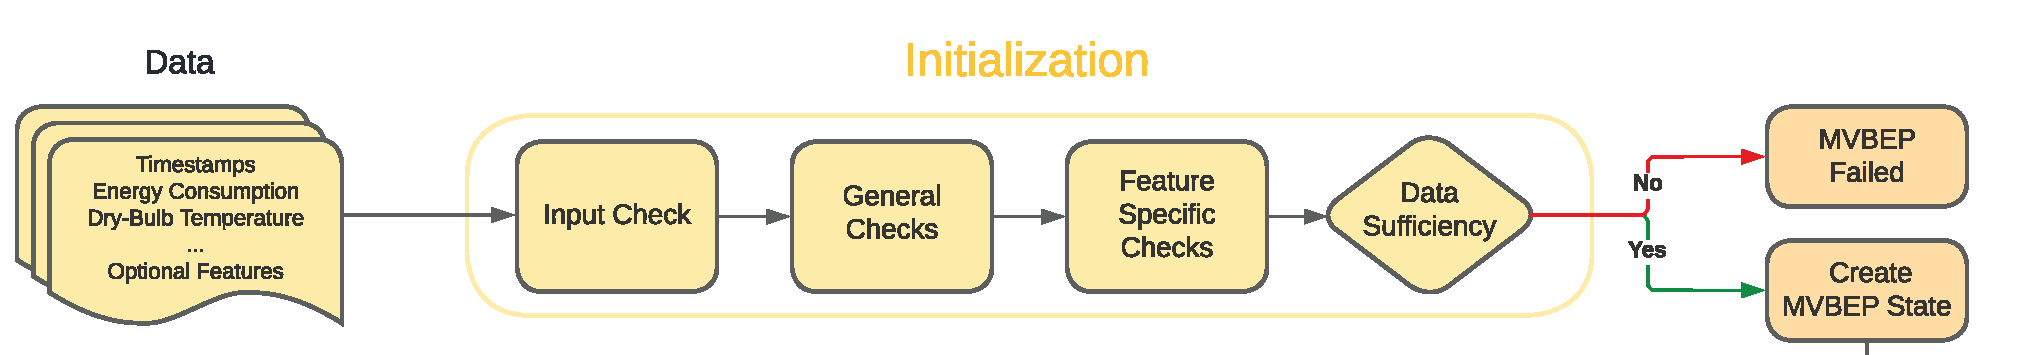 Data
Initialization
Timestamps
Energy Consumption
Dry-Bulb Temperature
...
Optional Features
Input Check
General
Checks
Feature
Specific
Checks
Data
Sufficiency
No
Yes
MVBEP
Failed
Create
MVBEP State